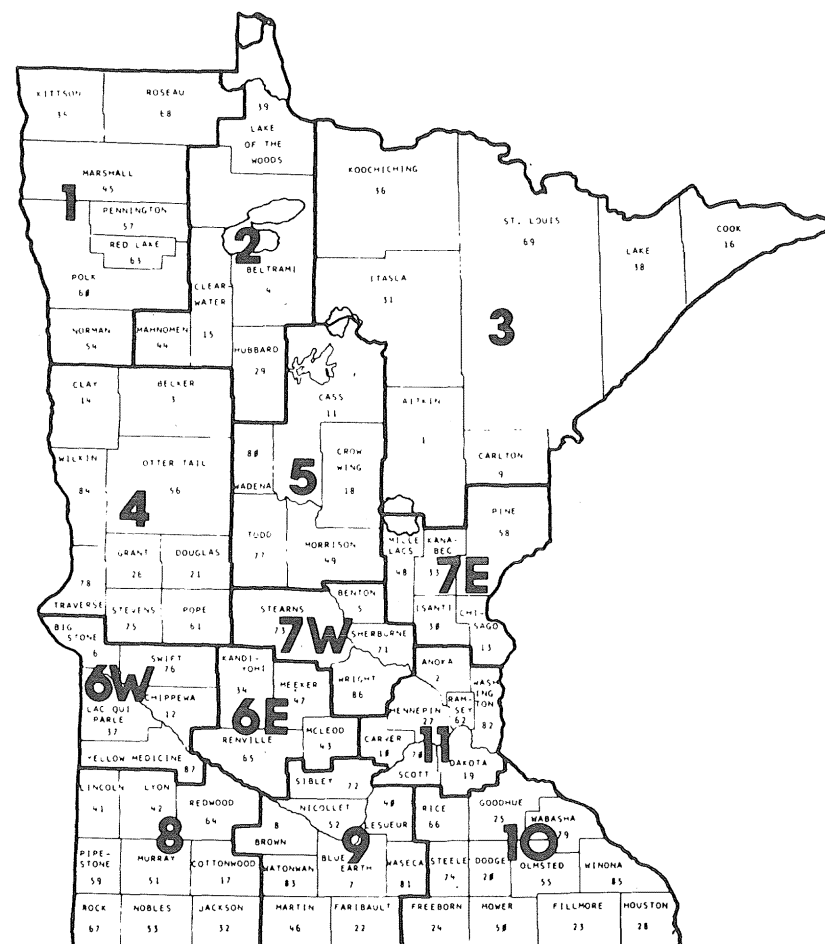 KITTSON
35
ROSEAU
68
39
LAKE
OF THE
WOODS
KOOCHICHING
36
MARSHALL
45
1
PENNINGTON
57
RED LAKE
63
POLK
60
2
BELTRAMI
4
CLEAR-
WATER
15
ST. LOUIS
69
LAKE
38
COOK
16
ITASLA
31
3
NORMAN
54
MAHNOMEN
44
HUBBARD
29
CLAY
14
BECKER
3
CASS
11
AITKIN
1
CARLTON
9
WILKIN
84
OTTER TAIL
56
4
80
WADENA
5
CROW
WING
18
PINE
58
GRANT
26
DOUGLAS
21
TODD
77
MORRISON
49
MILLE
LACS
48
KANA-
BEC
33
7E
78
TRAVERSE
STEVENS
75
POPE
61
STEARNS
73
7W
BENTON
5
SHERBURNE
71
ISANTI
30
CHI-
SAGO
13
BIG
STONE
6
SWIFT
76
6W
CHIPPEWA
12
LAC QUI
PARLE
37
KANDI-
YOHI
34
6E
MEEKER
47
WRIGHT
86
ANOKA
2
HENNEPIN
27
RAM-
SEY
62
WASH
ING
TON
82
YELLOW MEDICINE
87
RENVILLE
65
MCLEOD
43
CARVER
10
11
70
SCOTT
DAKOTA
19
LINCOLN
41
LYON
42
REDWOOD
64
8
SIBLEY 72
NICOLLET
52
8
BROWN
40
LESUEUR
9
RICE
66
GOODHUE
25
WABASHA
79
10
PIPE-
STONE
59
MURRAY
51
COTTONWOOD
17
WATONWAN
83
BLUE
EARTH
7
WASECA
81
STEELE
74
DODGE
20
OLMSTED
55
WINONA
85
ROCK
67
NOBLES
53
JACKSON
32
MARTIN
46
FARIBAULT
22
FREEBORN
24
MOWER
50
FILLMORE
23
HOUSTON
28